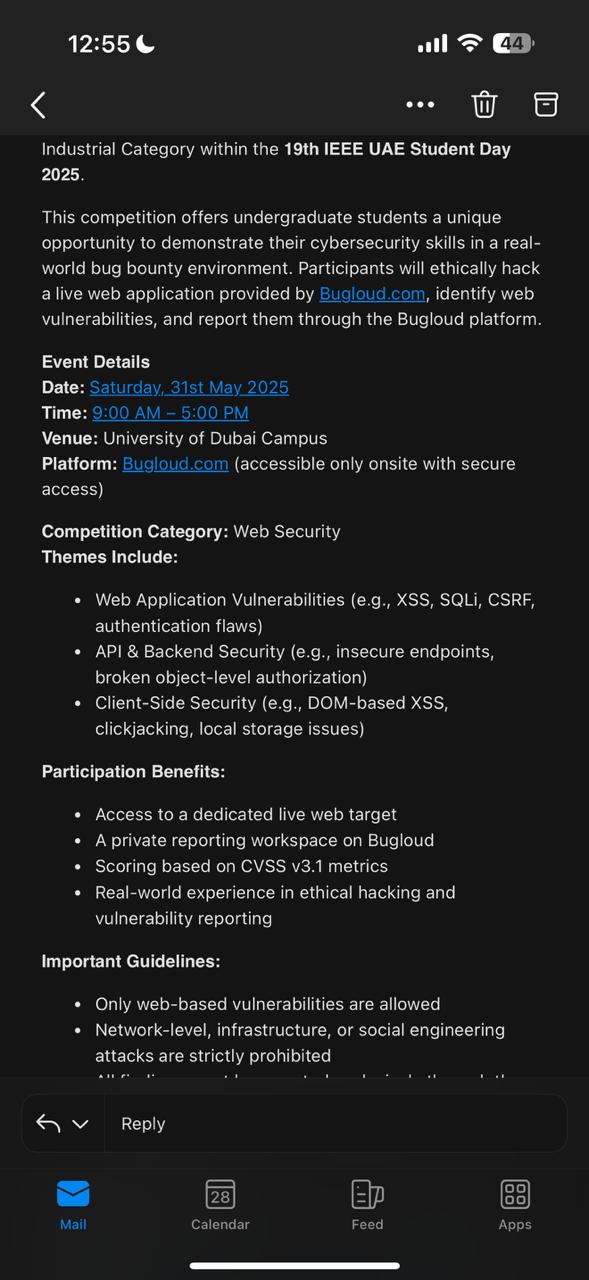 12:55
44
Industrial Category within the 19th IEEE UAE Student Day
2025.
This competition offers undergraduate students a unique
opportunity to demonstrate their cybersecurity skills in a real-
world bug bounty environment. Participants will ethically hack
a live web application provided by Bugloud.com, identify web
vulnerabilities, and report them through the Bugloud platform.
Event Details
Date: Saturday, 31st May 2025
Time: 9:00 AM – 5:00 PM
Venue: University of Dubai Campus
Platform: Bugloud.com (accessible only onsite with secure
access)
Competition Category: Web Security
Themes Include:
• Web Application Vulnerabilities (e.g., XSS, SQLi, CSRF,
authentication flaws)
• API & Backend Security (e.g., insecure endpoints,
broken object-level authorization)
• Client-Side Security (e.g., DOM-based XSS,
clickjacking, local storage issues)
Participation Benefits:
• Access to a dedicated live web target
• A private reporting workspace on Bugloud
• Scoring based on CVSS v3.1 metrics
• Real-world experience in ethical hacking and
vulnerability reporting
Important Guidelines:
• Only web-based vulnerabilities are allowed
• Network-level, infrastructure, or social engineering
attacks are strictly prohibited
Reply
28
Mail Calendar Feed Apps